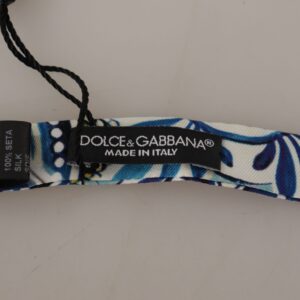 DOLCE & GABBANA®
MADE IN ITALY
100% SETA
SILK